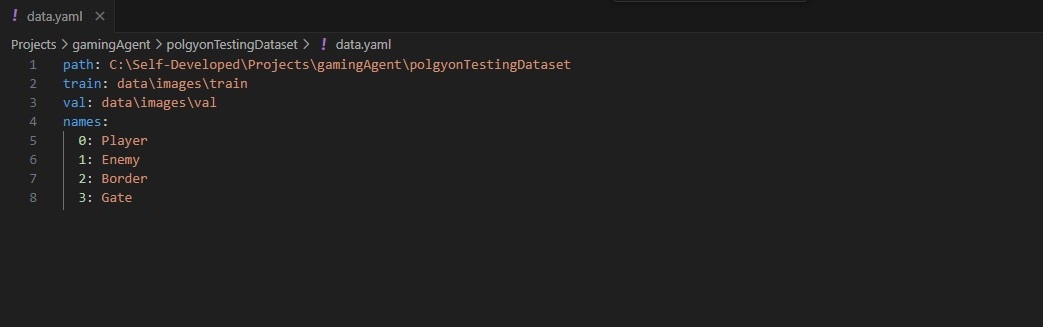 ! data.yaml ×
Projects > gamingAgent > polgyonTestingDataset > ! data.yaml
1 path: C:\Self-Developed\Projects\gamingAgent\polgyonTestingDataset
2 train: data\images\train
3 val: data\images\val
4 names:
5 0: Player
6 1: Enemy
7 2: Border
8 3: Gate